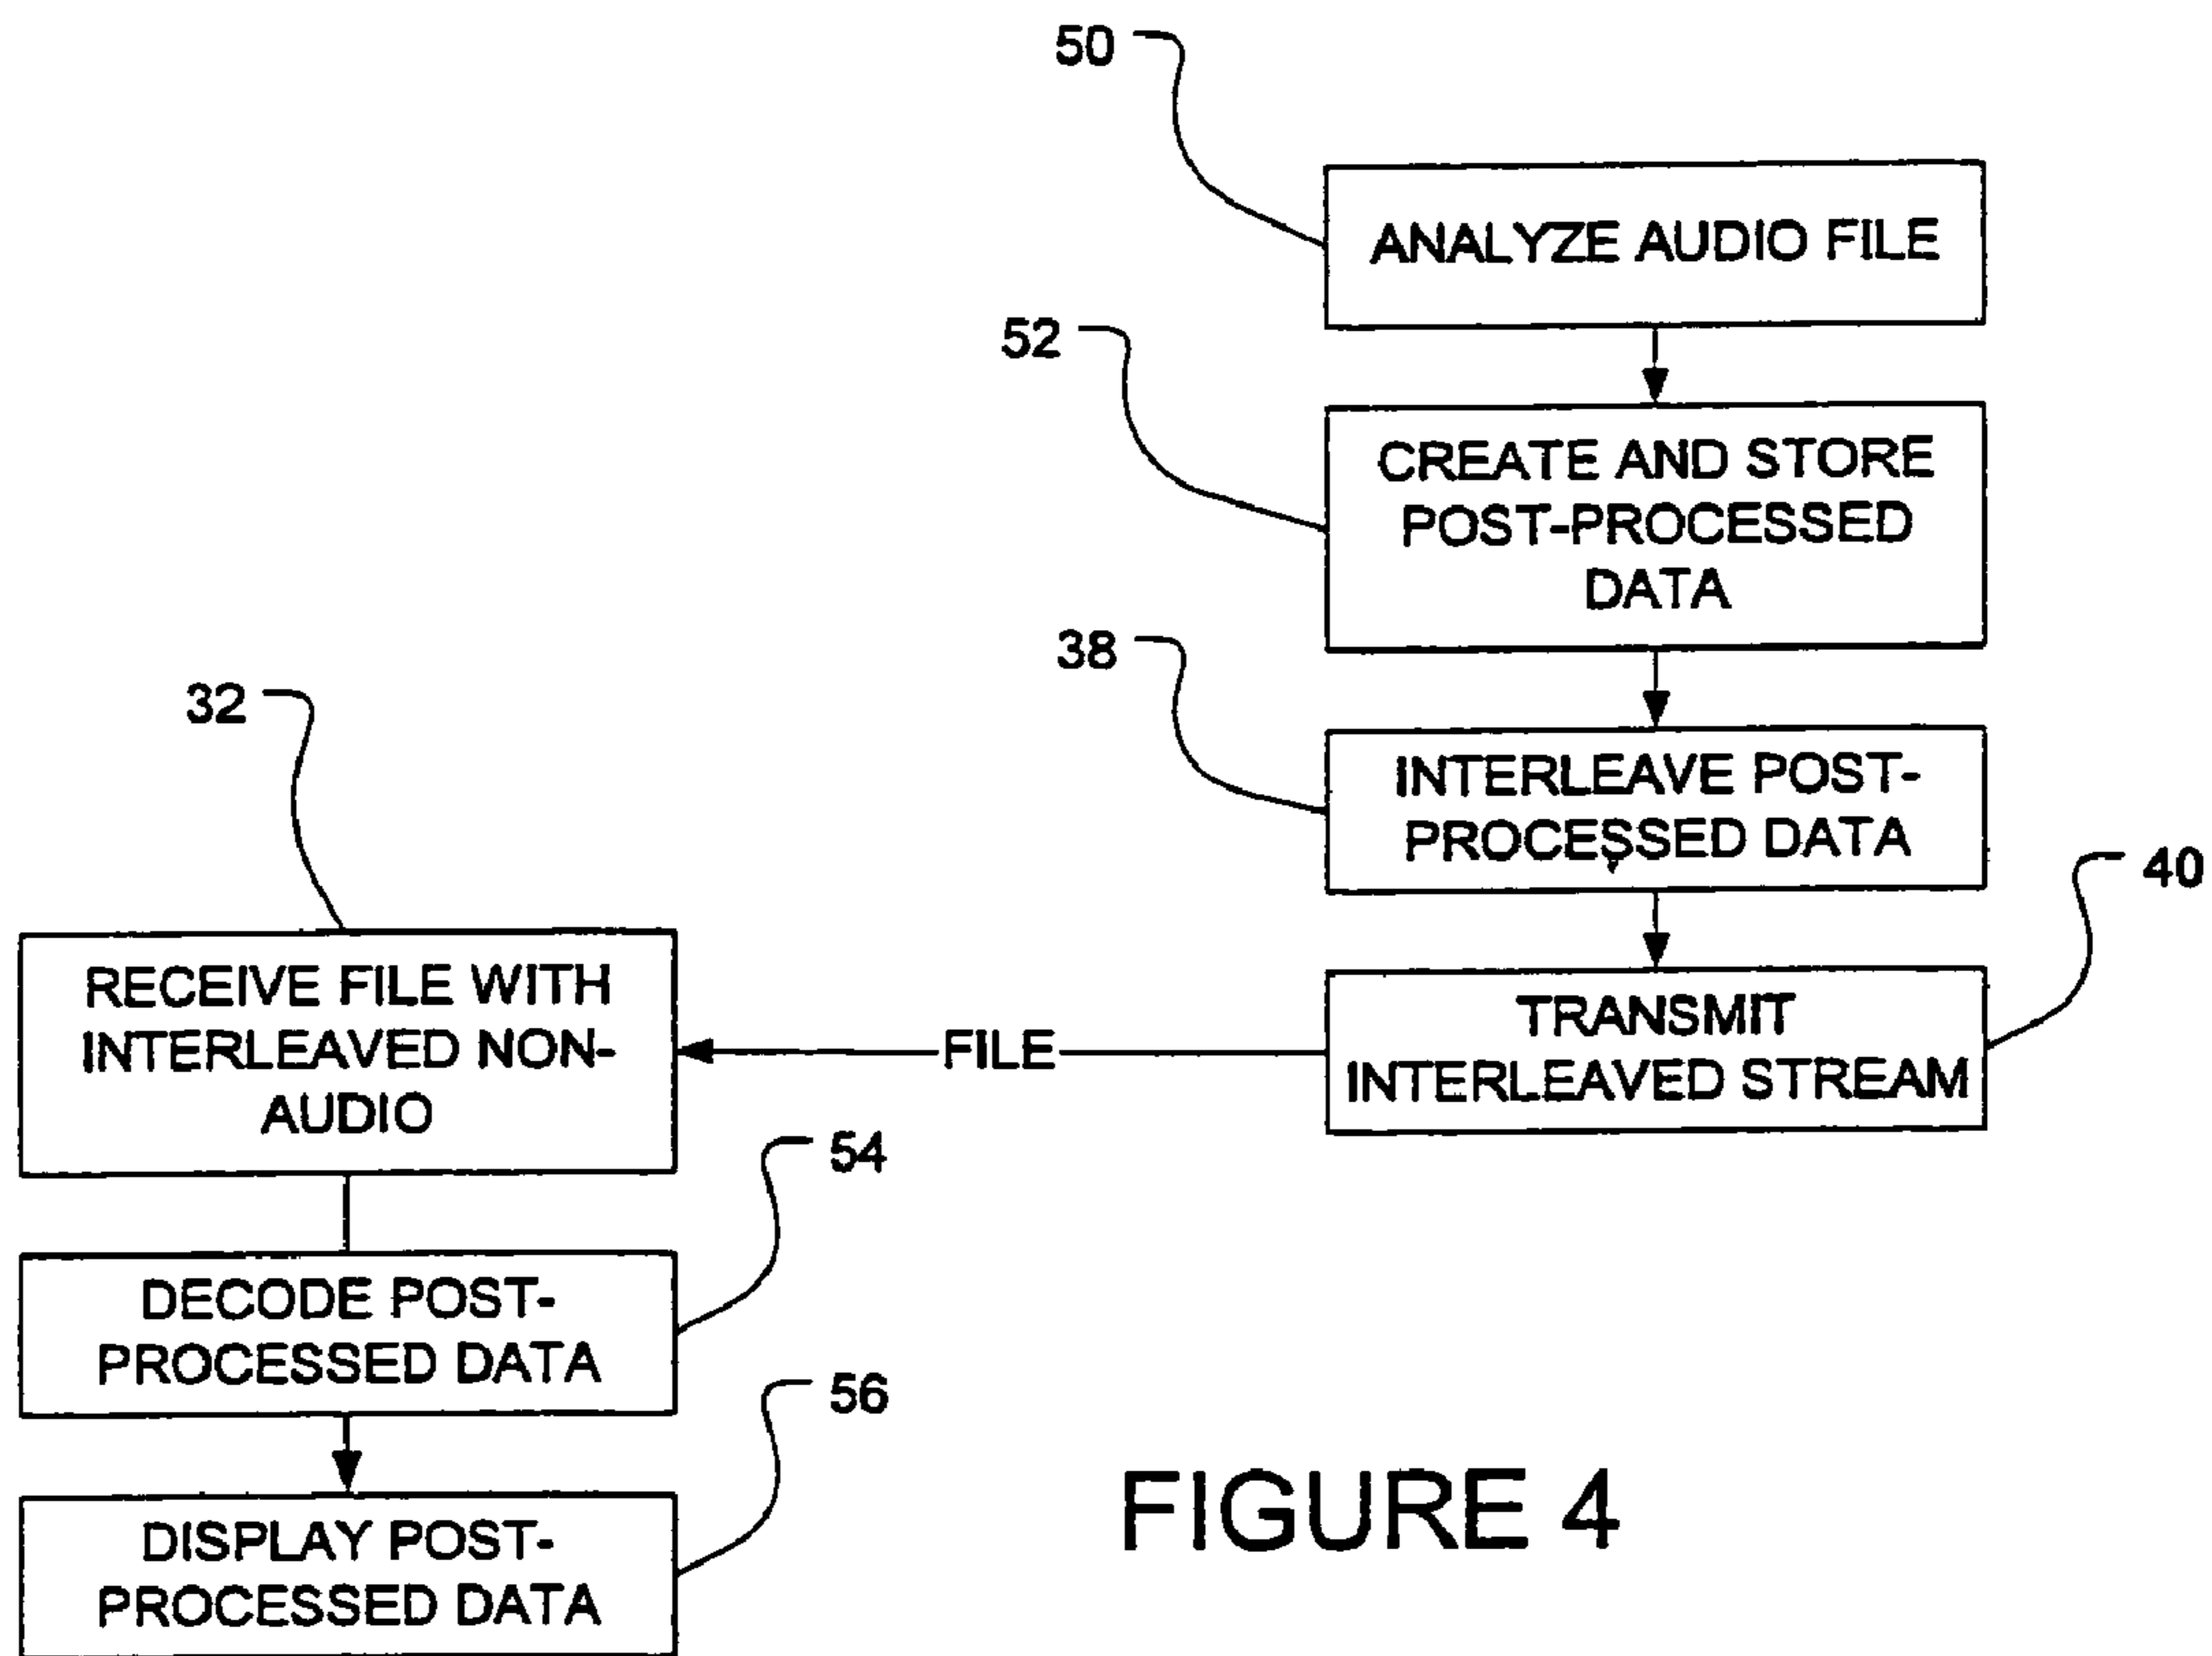 50
ANALYZE AUDIO FILE
52
CREATE AND STORE
POST-PROCESSED
DATA
38
INTERLEAVE POST-
PROCESSED DATA
40
TRANSMIT
INTERLEAVED STREAM
FILE
32
RECEIVE FILE WITH
INTERLEAVED NON-
AUDIO
54
DECODE POST-
PROCESSED DATA
56
DISPLAY POST-
PROCESSED DATA
FIGURE 4